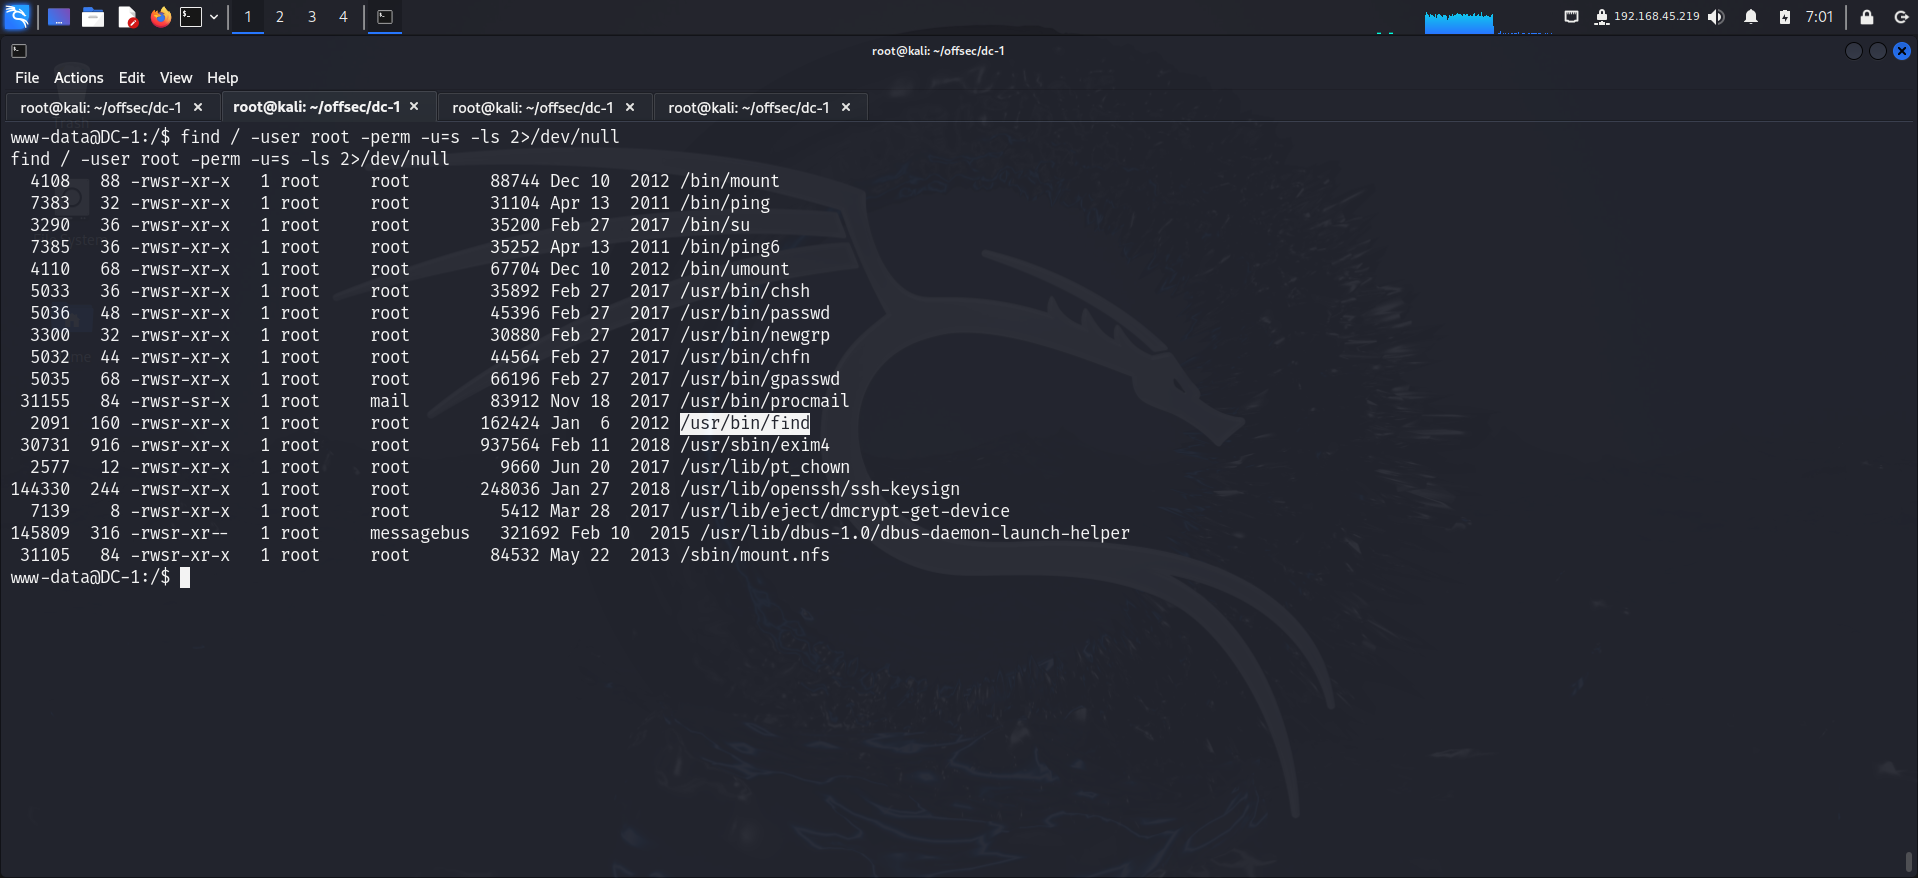 1 2 3 4 192.168.45.219 7:01
root@kali: ~/offsec/dc-1
File Actions Edit View Help
root@kali: ~/offsec/dc-1 × root@kali: ~/offsec/dc-1 × root@kali: ~/offsec/dc-1 × root@kali: ~/offsec/dc-1 ×
www-data@DC-1:/$ find / -user root -perm -u=s -ls 2>/dev/null
find / -user root -perm -u=s -ls 2>/dev/null
4108 88 -rwsr-xr-x 1 root root 88744 Dec 10 2012 /bin/mount
7383 32 -rwsr-xr-x 1 root root 31104 Apr 13 2011 /bin/ping
3290 36 -rwsr-xr-x 1 root root 35200 Feb 27 2017 /bin/su
7385 36 -rwsr-xr-x 1 root root 35252 Apr 13 2011 /bin/ping6
4110 68 -rwsr-xr-x 1 root root 67704 Dec 10 2012 /bin/umount
5033 36 -rwsr-xr-x 1 root root 35892 Feb 27 2017 /usr/bin/chsh
5036 48 -rwsr-xr-x 1 root root 45396 Feb 27 2017 /usr/bin/passwd
3300 32 -rwsr-xr-x 1 root root 30880 Feb 27 2017 /usr/bin/newgrp
5032 44 -rwsr-xr-x 1 root root 44564 Feb 27 2017 /usr/bin/chfn
5035 68 -rwsr-xr-x 1 root root 66196 Feb 27 2017 /usr/bin/gpasswd
31155 84 -rwsr-sr-x 1 root mail 83912 Nov 18 2017 /usr/bin/procmail
2091 160 -rwsr-xr-x 1 root root 162424 Jan 6 2012 /usr/bin/find
30731 916 -rwsr-xr-x 1 root root 937564 Feb 11 2018 /usr/sbin/exim4
2577 12 -rwsr-xr-x 1 root root 9660 Jun 20 2017 /usr/lib/pt_chown
144330 244 -rwsr-xr-x 1 root root 248036 Jan 27 2018 /usr/lib/openssh/ssh-keysign
7139 8 -rwsr-xr-x 1 root root 5412 Mar 28 2017 /usr/lib/eject/dmcrypt-get-device
145809 316 -rwsr-xr-- 1 root messagebus 321692 Feb 10 2015 /usr/lib/dbus-1.0/dbus-daemon-launch-helper
31105 84 -rwsr-xr-x 1 root root 84532 May 22 2013 /sbin/mount.nfs
www-data@DC-1:/$